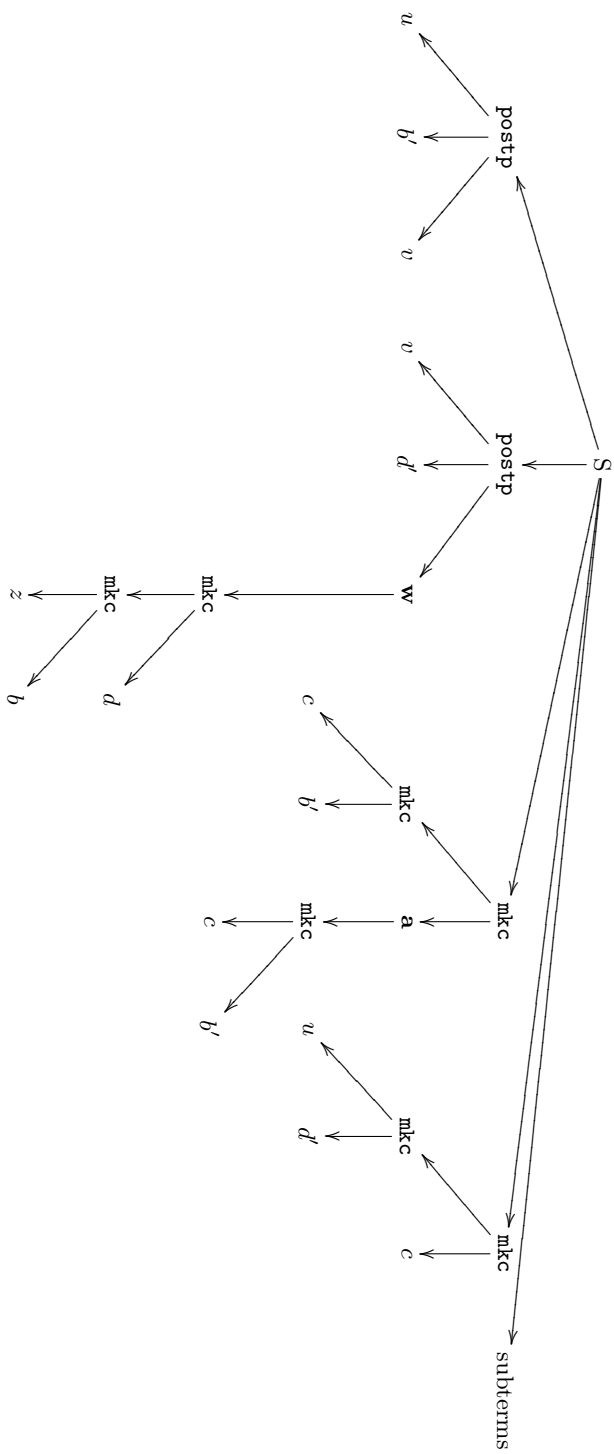 S
postp postp mkc mkc subterms
u b′ v v d′ w mkc a mkc c
c b′ mkc u d′
mkc c b′
mkc d
z b